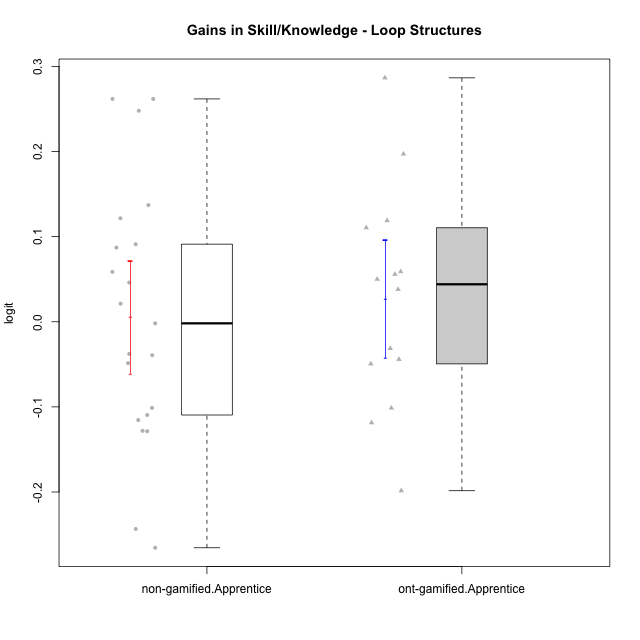 Gains in Skill/Knowledge - Loop Structures
0.3
0.2
0.1
0.0
-0.1
-0.2
logit
non-gamified.Apprentice
ont-gamified.Apprentice